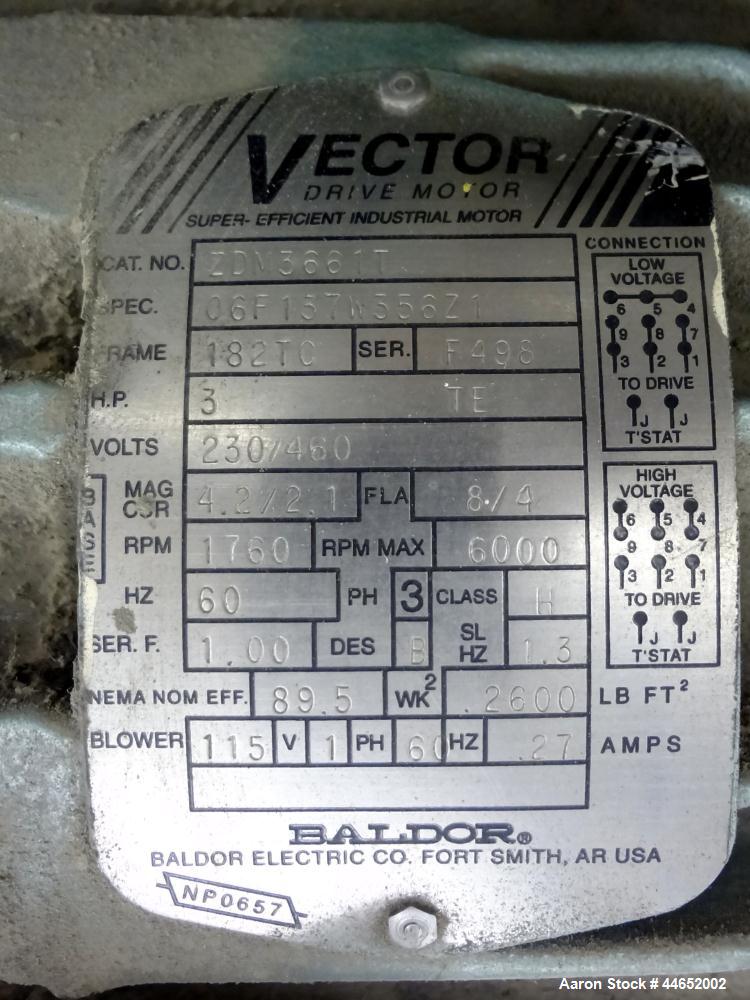 VECTOR
DRIVE MOTOR
SUPER-EFFICIENT INDUSTRIAL MOTOR
CAT. NO. ZDM3661T
SPEC. 06F157W556Z1
FRAME 182TC SER. F498
H.P. 3 TE
VOLTS 230/460
MAG CUR 4.2/2.1 FLA 8/4
BASE RPM 1760 RPM MAX 6000
HZ 60 PH 3 CLASS H
SER. F. 1.00 DES B SL HZ 1.3
NEMA NOM EFF. 89.5 WK² .2600 LB FT²
BLOWER 115 V 1 PH 60 HZ .27 AMPS
CONNECTION
LOW
VOLTAGE
6 5 4
9 8 7
3 2 1
TO DRIVE
J J
T'STAT
HIGH
VOLTAGE
6 5 4
9 8 7
3 2 1
TO DRIVE
J J
T'STAT
BALDOR®
BALDOR ELECTRIC CO. FORT SMITH, AR USA
NP0657
Aaron Stock # 44652002